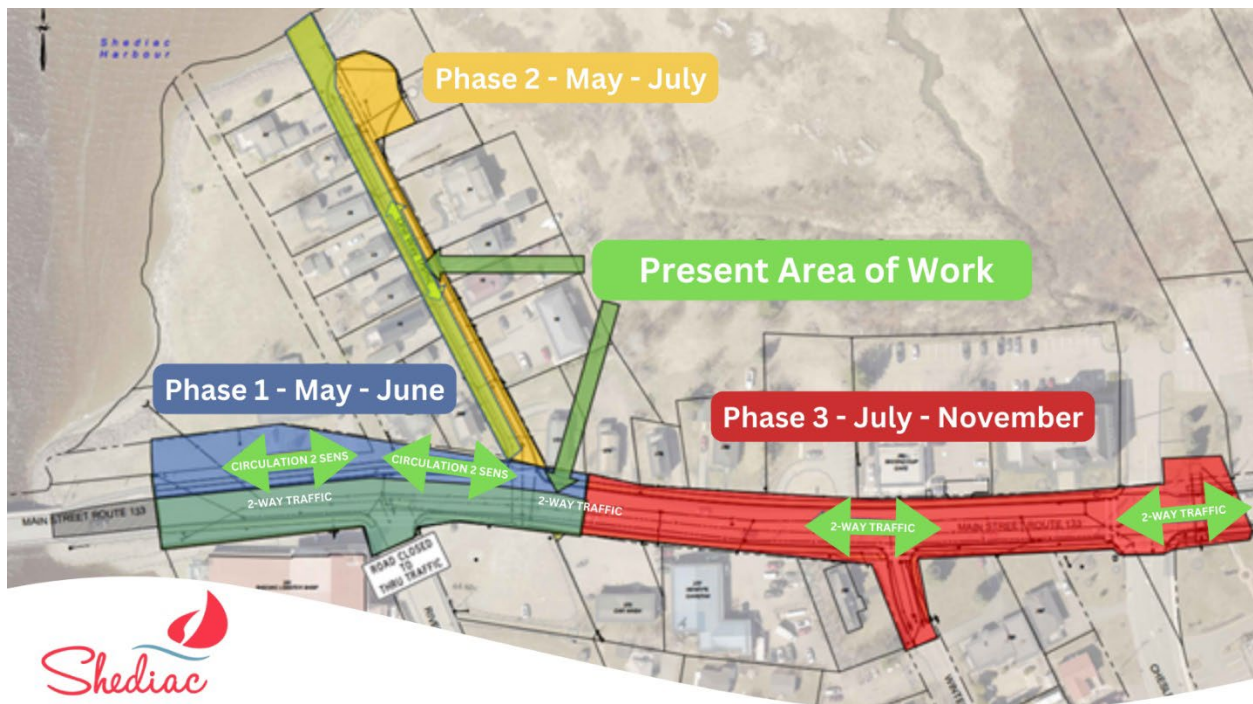 Shediac
Harbour
Phase 2 - May - July
Present Area of Work
Phase 1 - May - June
Phase 3 - July - November
CIRCULATION 2 SENS
CIRCULATION 2 SENS
2-WAY TRAFFIC
2-WAY TRAFFIC
MAIN STREET ROUTE 133
2-WAY TRAFFIC
MAIN STREET ROUTE 133
2-WAY TRAFFIC
ROAD CLOSED
TO
THRU TRAFFIC
Shediac